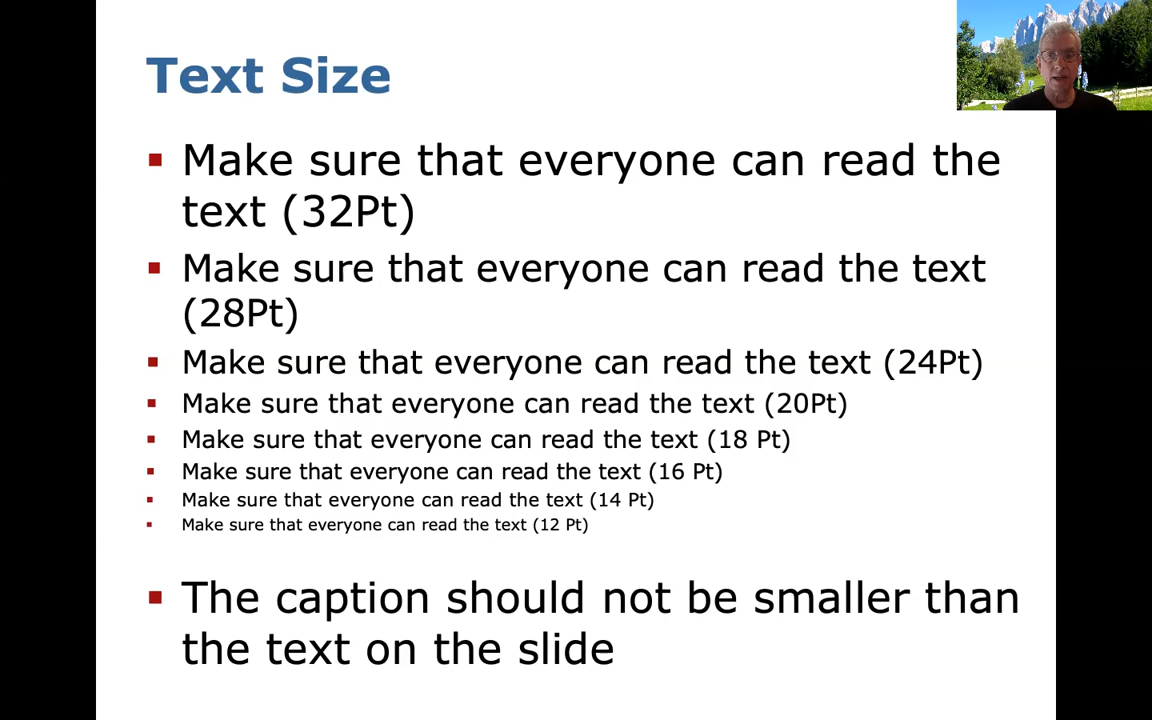 Text Size
Make sure that everyone can read the
text (32Pt)
Make sure that everyone can read the text
(28Pt)
Make sure that everyone can read the text (24Pt)
Make sure that everyone can read the text (20Pt)
Make sure that everyone can read the text (18 Pt)
Make sure that everyone can read the text (16 Pt)
Make sure that everyone can read the text (14 Pt)
Make sure that everyone can read the text (12 Pt)
The caption should not be smaller than
the text on the slide